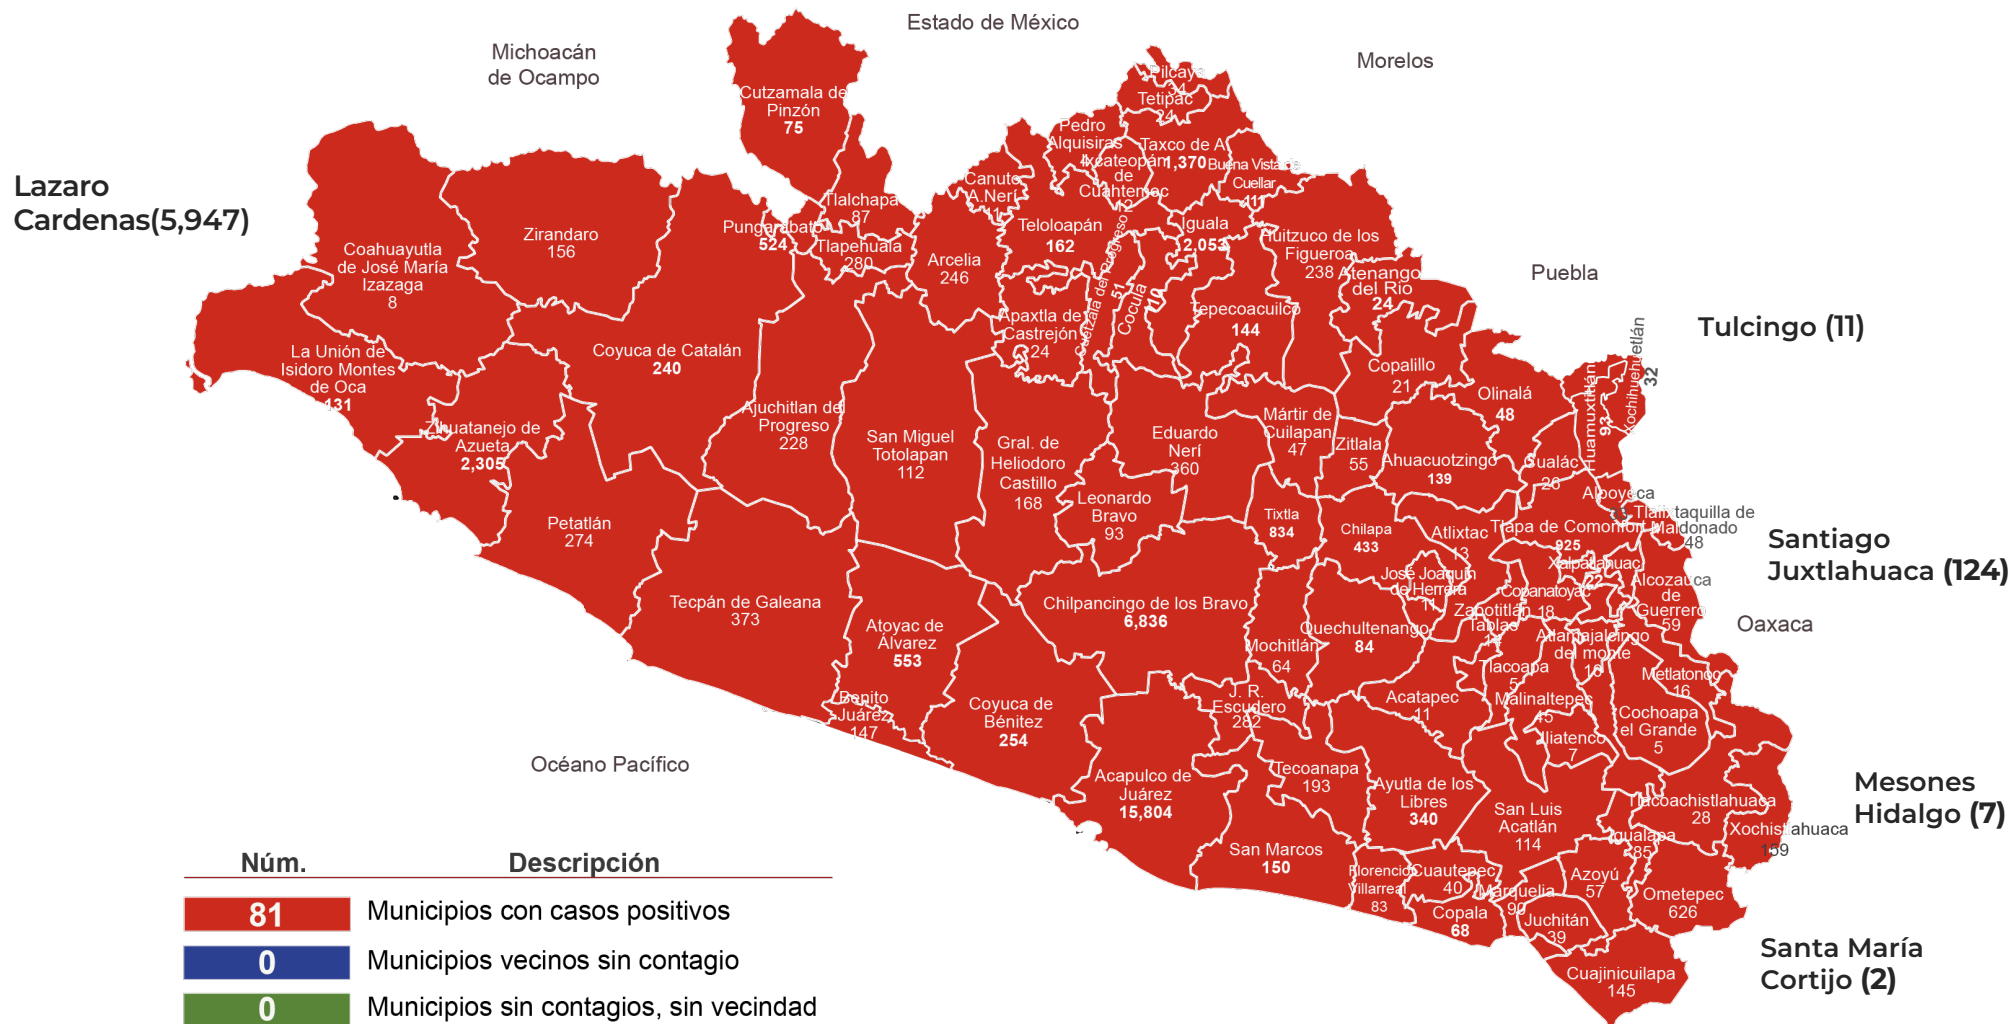 Estado de México
Michoacán
de Ocampo
Morelos
Puebla
Oaxaca
Océano Pacífico
Lazaro
Cardenas(5,947)
Tulcingo (11)
Santiago
Juxtlahuaca (124)
Mesones
Hidalgo (7)
Santa María
Cortijo (2)
Cutzamala de
Pinzón
75
Pilcaya
34
Tetipac
24
Pedro
Alquisiras
Taxco de A
1,370
Ixcateopán
de
Cuahtemoc
Buena Vista de
Cuellar
111
Canuto
A.Nerí
11
Tlalchapa
87
Pungarabato
524
Tlapehuala
280
Arcelia
246
Teloloapán
162
Iguala
2,053
Huitzuco de los
Figueroa
238
Atenango
del Río
24
Coahuayutla
de José María
Izazaga
8
Zirandaro
156
Cuetzala del Progreso
51
Cocula
Apaxtla de
Castrejón
24
Tepecoacuilco
144
La Unión de
Isidoro Montes
de Oca
131
Coyuca de Catalán
240
Copalillo
21
Olinalá
48
Huamuxtitlán
93
Xochihuehuetlán
32
Zihuatanejo de
Azueta
2,305
Ajuchitlan del
Progreso
228
San Miguel
Totolapan
112
Gral. de
Heliodoro
Castillo
168
Eduardo
Nerí
360
Mártir de
Cuilapan
47
Zitlala
55
Ahuacuotzingo
139
Cualác
26
Alpoyeca
Tlalixtaquilla de
Maldonado
48
Petatlán
274
Leonardo
Bravo
93
Tixtla
834
Chilapa
433
Atlixtac
13
Tlapa de Comonfort
925
Xalpatlahuac
22
Alcozauca
de
Guerrero
59
José Joaquín
de Herrera
11
Copanatoyac
18
Zapotitlán
Tablas
Tecpán de Galeana
373
Atoyac de
Álvarez
553
Chilpancingo de los Bravo
6,836
Mochitlán
64
Quechultenango
84
Atlamajalcingo
del monte
Tlacoapa
5
Metlatonoc
16
Benito
Juárez
147
Coyuca de
Bénitez
254
J. R.
Escudero
282
Acatapec
11
Malinaltepec
45
Iliatenco
7
Cochoapa
el Grande
5
Acapulco de
Juárez
15,804
Tecoanapa
193
Ayutla de los
Libres
340
San Luis
Acatlán
114
Tlacoachistlahuaca
28
Xochistlahuaca
159
Igualapa
85
San Marcos
150
Florencio
Villarreal
83
Cuautepec
40
Copala
68
Marquelia
90
Azoyú
57
Juchitán
39
Ometepec
626
Cuajinicuilapa
145
Núm. Descripción
81 Municipios con casos positivos
0 Municipios vecinos sin contagio
0 Municipios sin contagios, sin vecindad